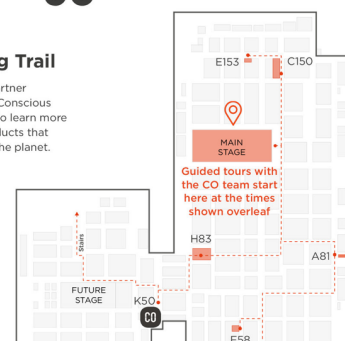 CO
g Trail
rtner
Conscious
o learn more
ducts that
he planet.
E153
C150
MAIN
STAGE
Guided tours with
the CO team start
here at the times
shown overleaf
H83
A81
Stairs
FUTURE
STAGE
K50
CO
E58